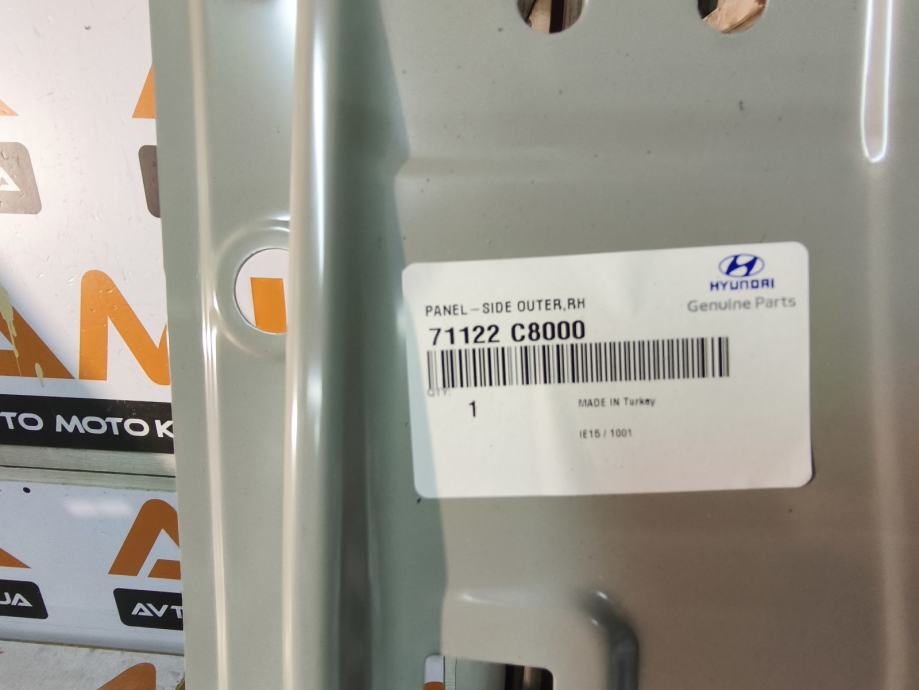 HYUNDAI
Genuine Parts
PANEL-SIDE OUTER,RH
71122 C8000
QTY:
1
MADE IN Turkey
IE15 / 1001
TO MOTO K
UA
AVT